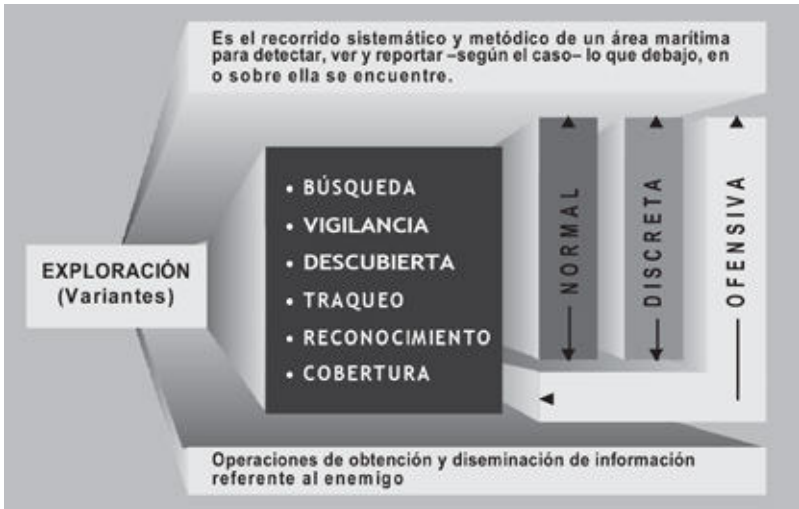 Es el recorrido sistemático y metódico de un área marítima
para detectar, ver y reportar –según el caso– lo que debajo, en
o sobre ella se encuentre.
EXPLORACIÓN
(Variantes)
• BÚSQUEDA
• VIGILANCIA
• DESCUBIERTA
• TRAQUEO
• RECONOCIMIENTO
• COBERTURA
NORMAL
DISCRETA
OFENSIVA
Operaciones de obtención y diseminación de información
referente al enemigo